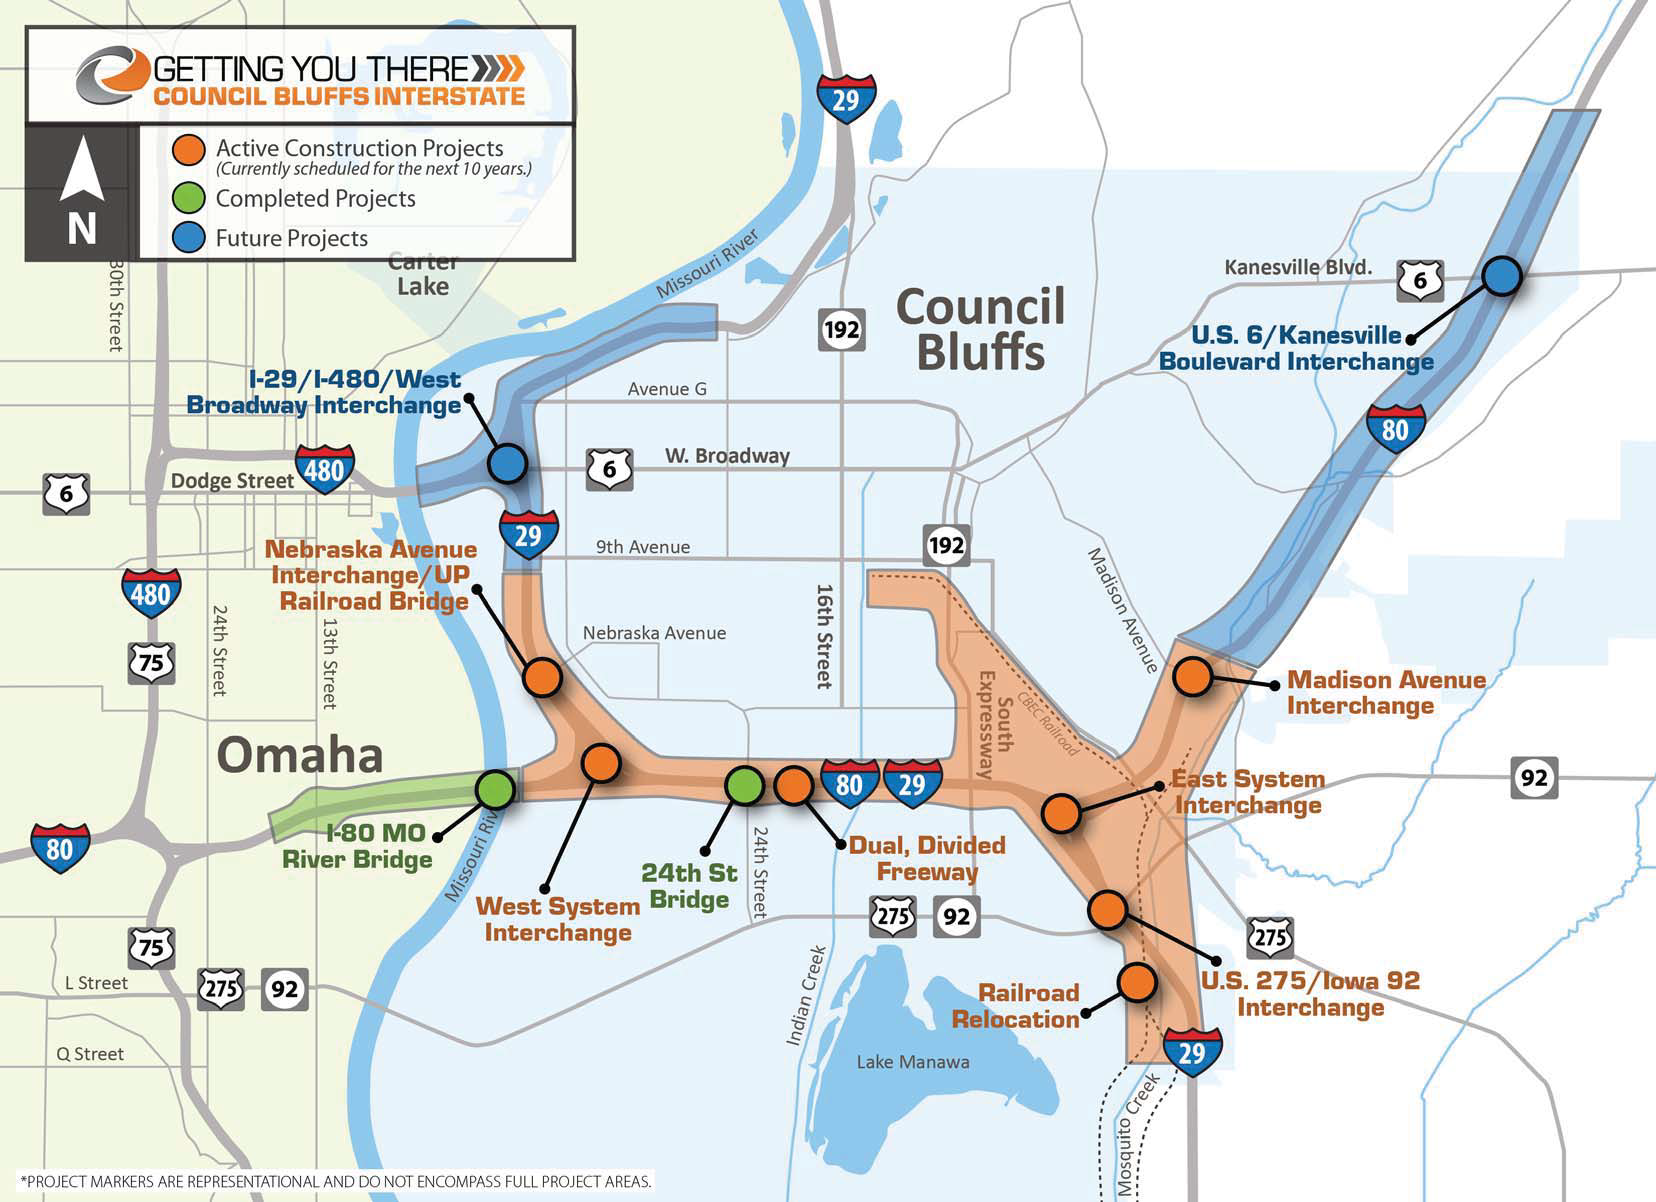 GETTING YOU THERE
COUNCIL BLUFFS INTERSTATE
N
Active Construction Projects
(Currently scheduled for the next 10 years.)
Completed Projects
Future Projects
29
30th Street
Carter
Lake
Missouri River
192
Council
Bluffs
Kanesville Blvd.
6
U.S. 6/Kanesville
Boulevard Interchange
I-29/I-480/West
Broadway Interchange
Avenue G
80
W. Broadway
6
480
Dodge Street
6
29
9th Avenue
192
Nebraska Avenue
Interchange/UP
Railroad Bridge
480
75
24th Street
13th Street
Nebraska Avenue
16th Street
Madison Avenue
South
Expressway
CBEC Railroad
Madison Avenue
Interchange
Omaha
80
29
East System
Interchange
92
I-80 MO
River Bridge
80
Missouri River
24th St
Bridge
24th Street
Dual, Divided
Freeway
West System
Interchange
275
92
275
75
L Street
275
92
Indian Creek
Railroad
Relocation
U.S. 275/Iowa 92
Interchange
Q Street
Lake Manawa
29
Mosquito Creek
*PROJECT MARKERS ARE REPRESENTATIONAL AND DO NOT ENCOMPASS FULL PROJECT AREAS.